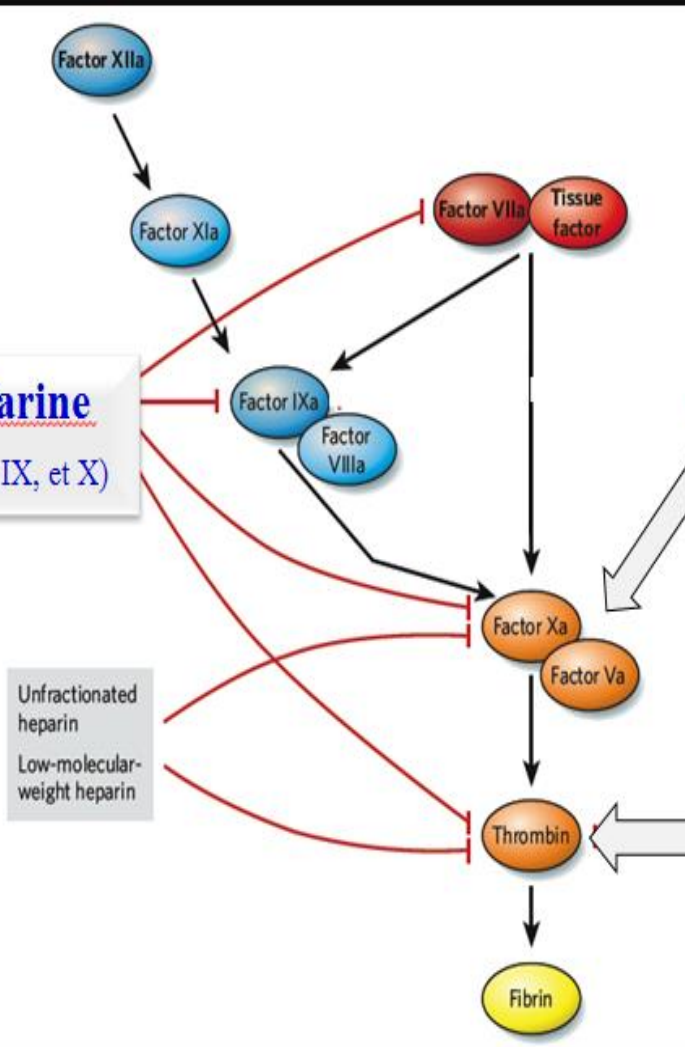 Factor XIIa
Factor XIa
Factor VIIa
Tissue
factor
arine
IX, et X)
Factor IXa
Factor
VIIIa
Factor Xa
Factor Va
Unfractionated
heparin
Low-molecular-
weight heparin
Thrombin
Fibrin